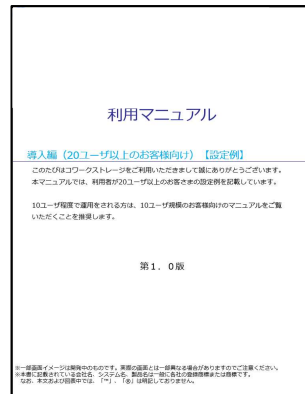 利用マニュアル
導入編（20ユーザ以上のお客様向け）【設定例】
このたびはコワークストレージをご利用いただきまして誠にありがとうございます。
本マニュアルでは、利用者が20ユーザ以上のお客さまの設定例を記載しています。
10ユーザ程度で運用をされる方は、10ユーザ規模のお客様向けのマニュアルをご覧
いただくことを推奨します。
第１．０版
※一部画面イメージは開発中のものです。実際の画面とは一部異なる場合がありますのでご注意ください。
※本書に記載されている会社名、システム名、製品名は一般に各社の登録商標または商標です。
なお、本文および図表中では、「™」、「®」は明記しておりません。